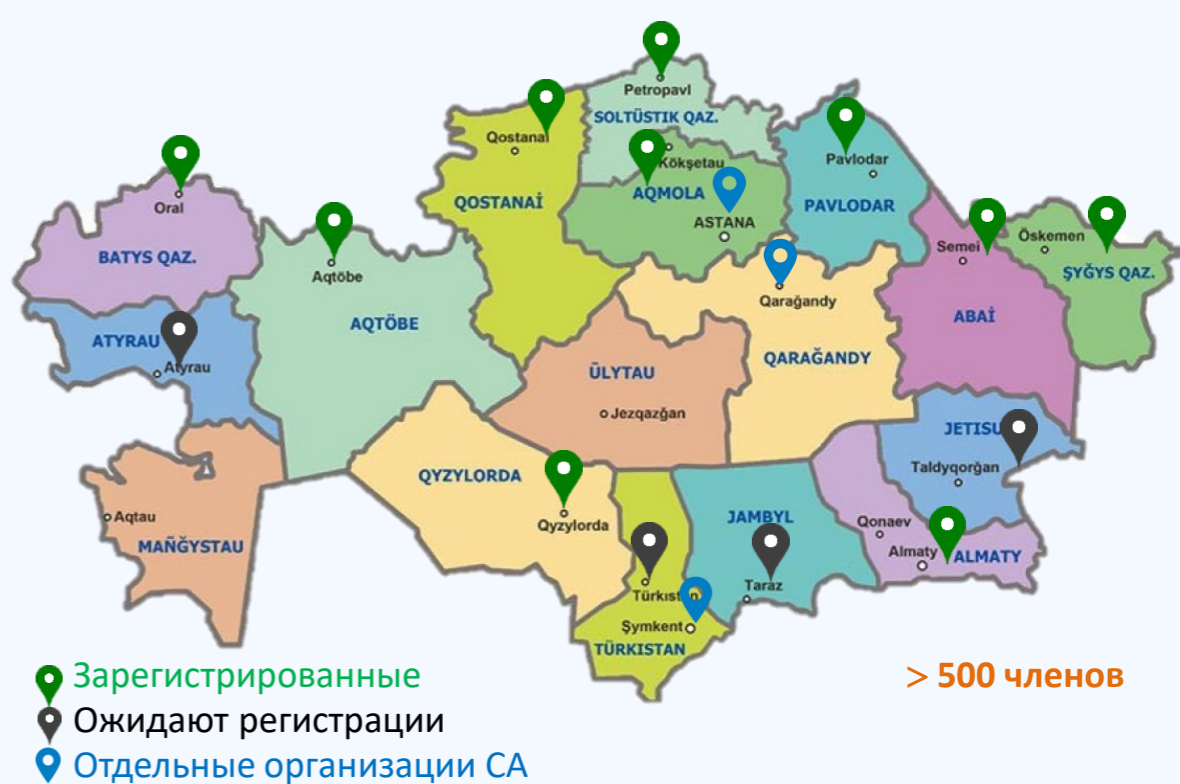 Petropavl
SOLTÜSTIK QAZ.
Qostanai
Kökşetau
Pavlodar
QOSTANAİ
AQMOLA
PAVLODAR
Oral
ASTANA
Semei
Öskemen
BATYS QAZ.
Aqtöbe
ŞYĞYS QAZ.
Qarağandy
ABAİ
ATYRAU
AQTÖBE
QARAĞANDY
Atyrau
ÜLYTAU
Jezqazğan
JETISU
Taldyqorğan
QYZYLORDA
Qyzylorda
JAMBYL
Qonaev
Aqtau
MAÑĞYSTAU
Almaty
ALMATY
Türkıstan
Taraz
Şymkent
TÜRKISTAN
Зарегистрированные
> 500 членов
Ожидают регистрации
Отдельные организации СА